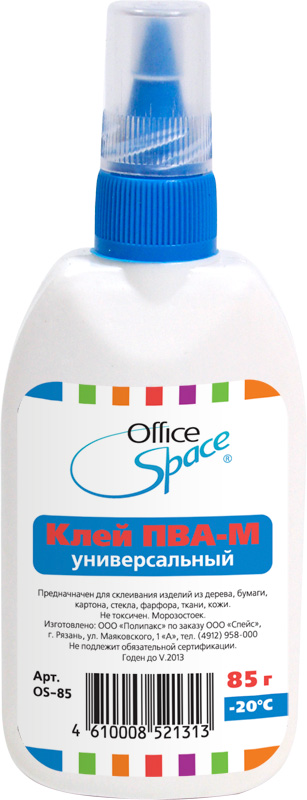 Office
Space®
Клей ПВА-М
универсальный
Предназначен для склеивания изделий из дерева, бумаги,
картона, стекла, фарфора, ткани, кожи.
Не токсичен. Морозостоек.
Изготовлено: ООО «Полипакс» по заказу ООО «Спейс»,
г. Рязань, ул. Маяковского, 1 «А», тел. (4912) 958-000
Не подлежит обязательной сертификации.
Годен до V.2013
Арт.
OS-85
85 г
-20°C
4 610008 521313